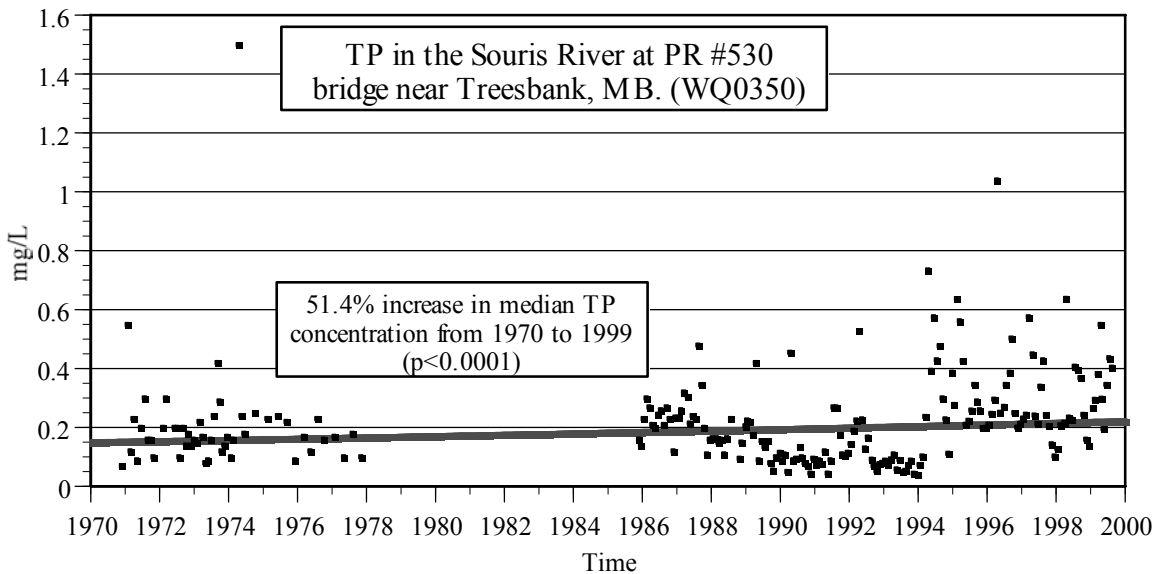 1.6
TP in the Souris River at PR #530
bridge near Treesbank, MB. (WQ0350)
1.4
1.2
1
mg/L
0.8
0.6
51.4% increase in median TP
concentration from 1970 to 1999
(p<0.0001)
0.4
0.2
0
1970 1972 1974 1976 1978 1980 1982 1984 1986 1988 1990 1992 1994 1996 1998 2000
Time